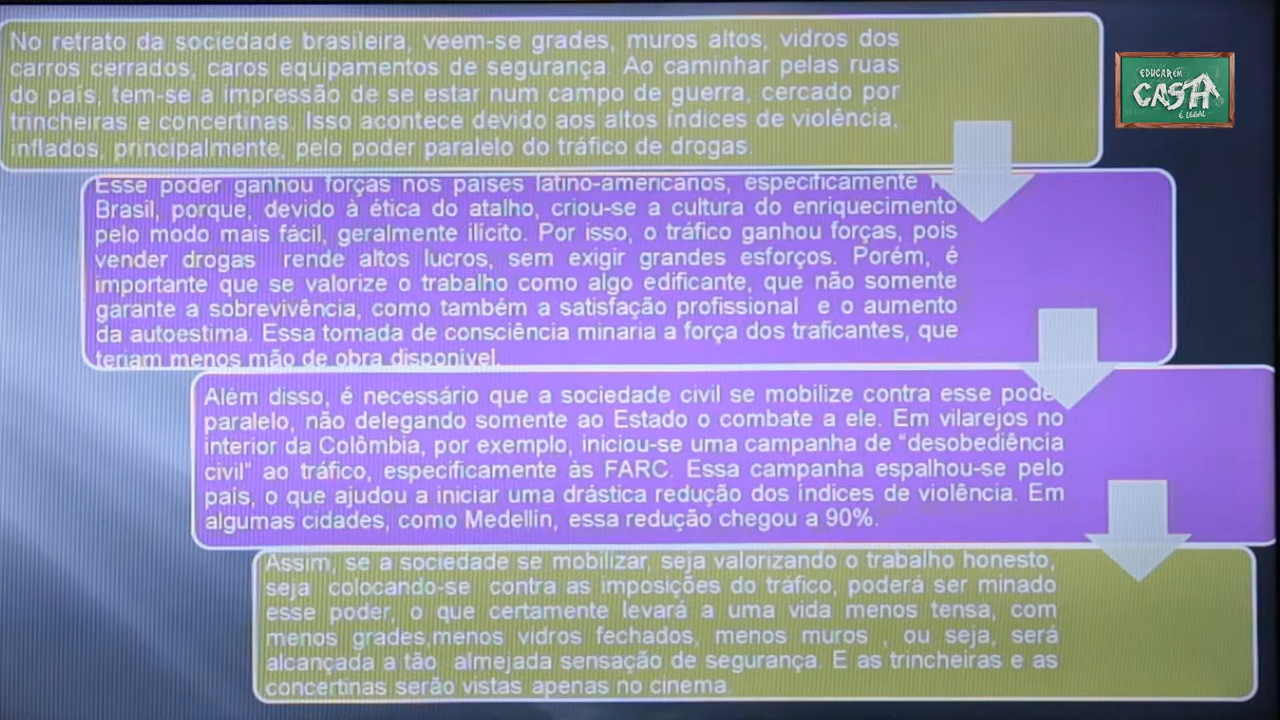 No retrato da sociedade brasileira, veem-se grades, muros altos, vidros dos
carros cerrados, caros equipamentos de segurança. Ao caminhar pelas ruas
do país, tem-se a impressão de se estar num campo de guerra, cercado por
trincheiras e concertinas. Isso acontece devido aos altos índices de violência,
inflados, principalmente, pelo poder paralelo do tráfico de drogas.
EDUCAR EM
CASA
É LEGAL
Esse poder ganhou forças nos países latino-americanos, especificamente
Brasil, porque, devido à ética do atalho, criou-se a cultura do enriquecimento
pelo modo mais fácil, geralmente ilícito. Por isso, o tráfico ganhou forças, pois
vender drogas rende altos lucros, sem exigir grandes esforços. Porém, é
importante que se valorize o trabalho como algo edificante, que não somente
garante a sobrevivência, como também a satisfação profissional e o aumento
da autoestima. Essa tomada de consciência minaria a força dos traficantes, que
teriam menos mão de obra disponível.
Além disso, é necessário que a sociedade civil se mobilize contra esse pode
paralelo, não delegando somente ao Estado o combate a ele. Em vilarejos no
interior da Colômbia, por exemplo, iniciou-se uma campanha de “desobediência
civil” ao tráfico, especificamente às FARC. Essa campanha espalhou-se pelo
país, o que ajudou a iniciar uma drástica redução dos índices de violência. Em
algumas cidades, como Medellín, essa redução chegou a 90%.
Assim, se a sociedade se mobilizar, seja valorizando o trabalho honesto,
seja colocando-se contra as imposições do tráfico, poderá ser minado
esse poder, o que certamente levará a uma vida menos tensa, com
menos grades,menos vidros fechados, menos muros , ou seja, será
alcançada a tão almejada sensação de segurança. E as trincheiras e as
concertinas serão vistas apenas no cinema.